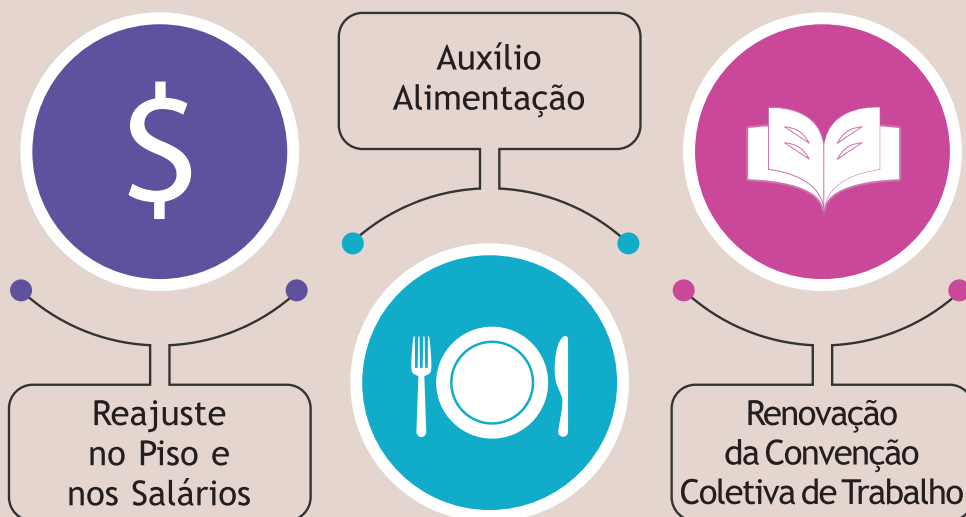 $
Auxílio
Alimentação
Reajuste
no Piso e
nos Salários
Renovação
da Convenção
Coletiva de Trabalho